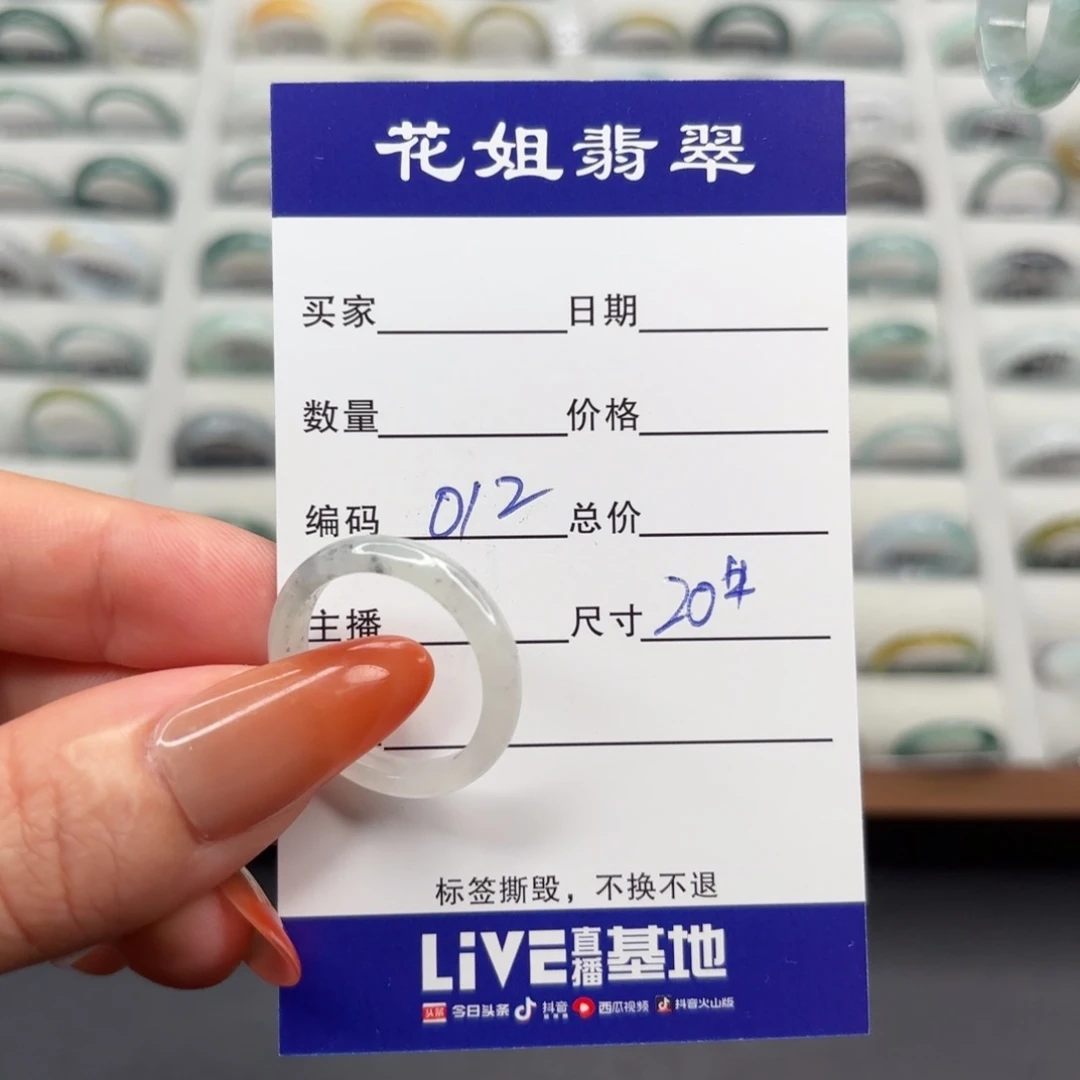 花姐翡翠
买家 日期
数量 价格
编码 012 总价
主播 尺寸 20#
标签撕毁，不换不退
LiVE直播基地
头条 今日头条 抖音 西瓜视频 抖音火山版